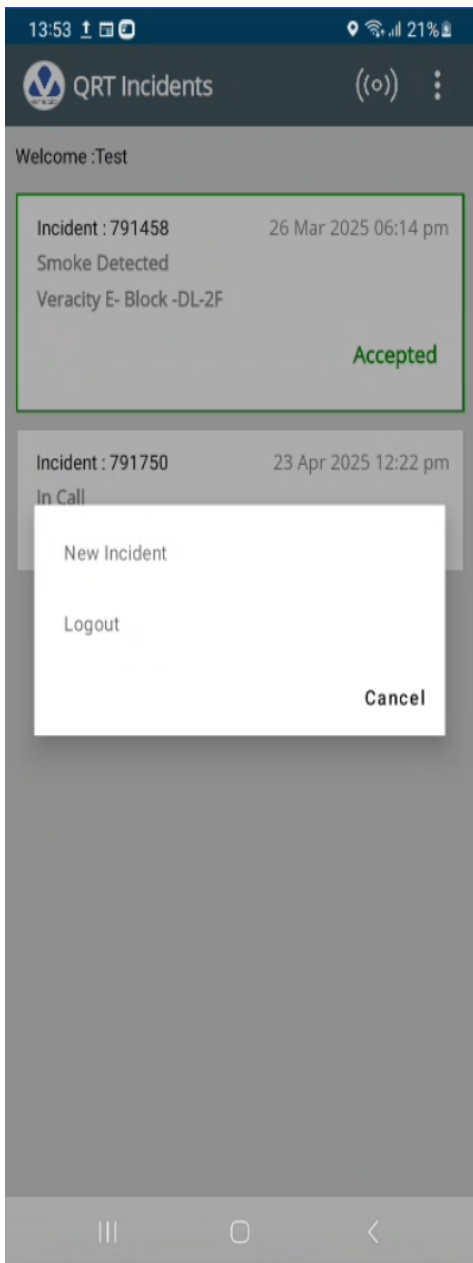 13:53 21%
QRT Incidents
Welcome :Test
Incident : 791458 26 Mar 2025 06:14 pm
Smoke Detected
Veracity E- Block -DL-2F
Accepted
Incident : 791750 23 Apr 2025 12:22 pm
In Call
New Incident
Logout
Cancel